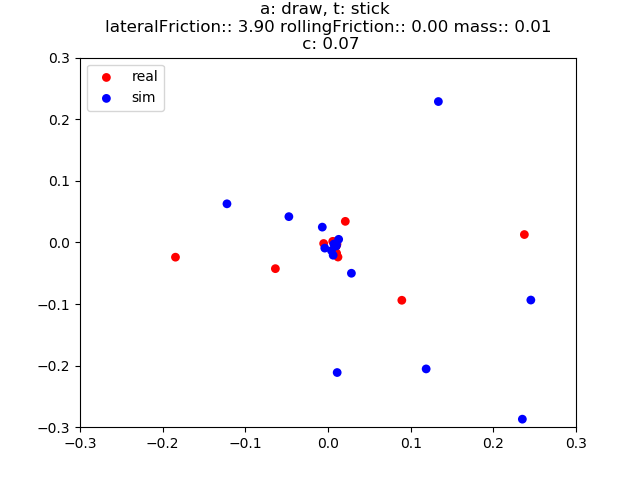 a: draw, t: stick
lateralFriction:: 3.90 rollingFriction:: 0.00 mass:: 0.01
c: 0.07
real
sim
0.3
0.2
0.1
0.0
−0.1
−0.2
−0.3
−0.3 −0.2 −0.1 0.0 0.1 0.2 0.3